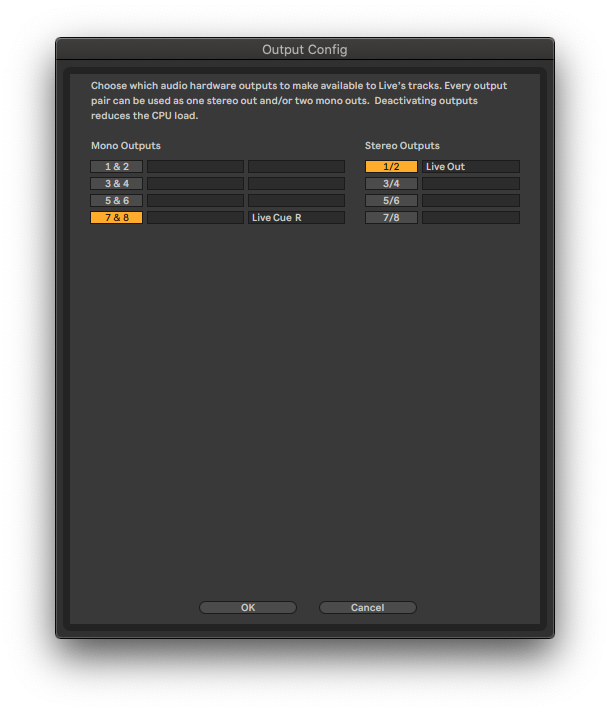 Output Config
Choose which audio hardware outputs to make available to Live's tracks. Every output
pair can be used as one stereo out and/or two mono outs.  Deactivating outputs
reduces the CPU load.
Mono Outputs
Stereo Outputs
1 & 2
1/2
Live Out
3 & 4
3/4
5 & 6
5/6
7 & 8
Live Cue R
7/8
OK
Cancel